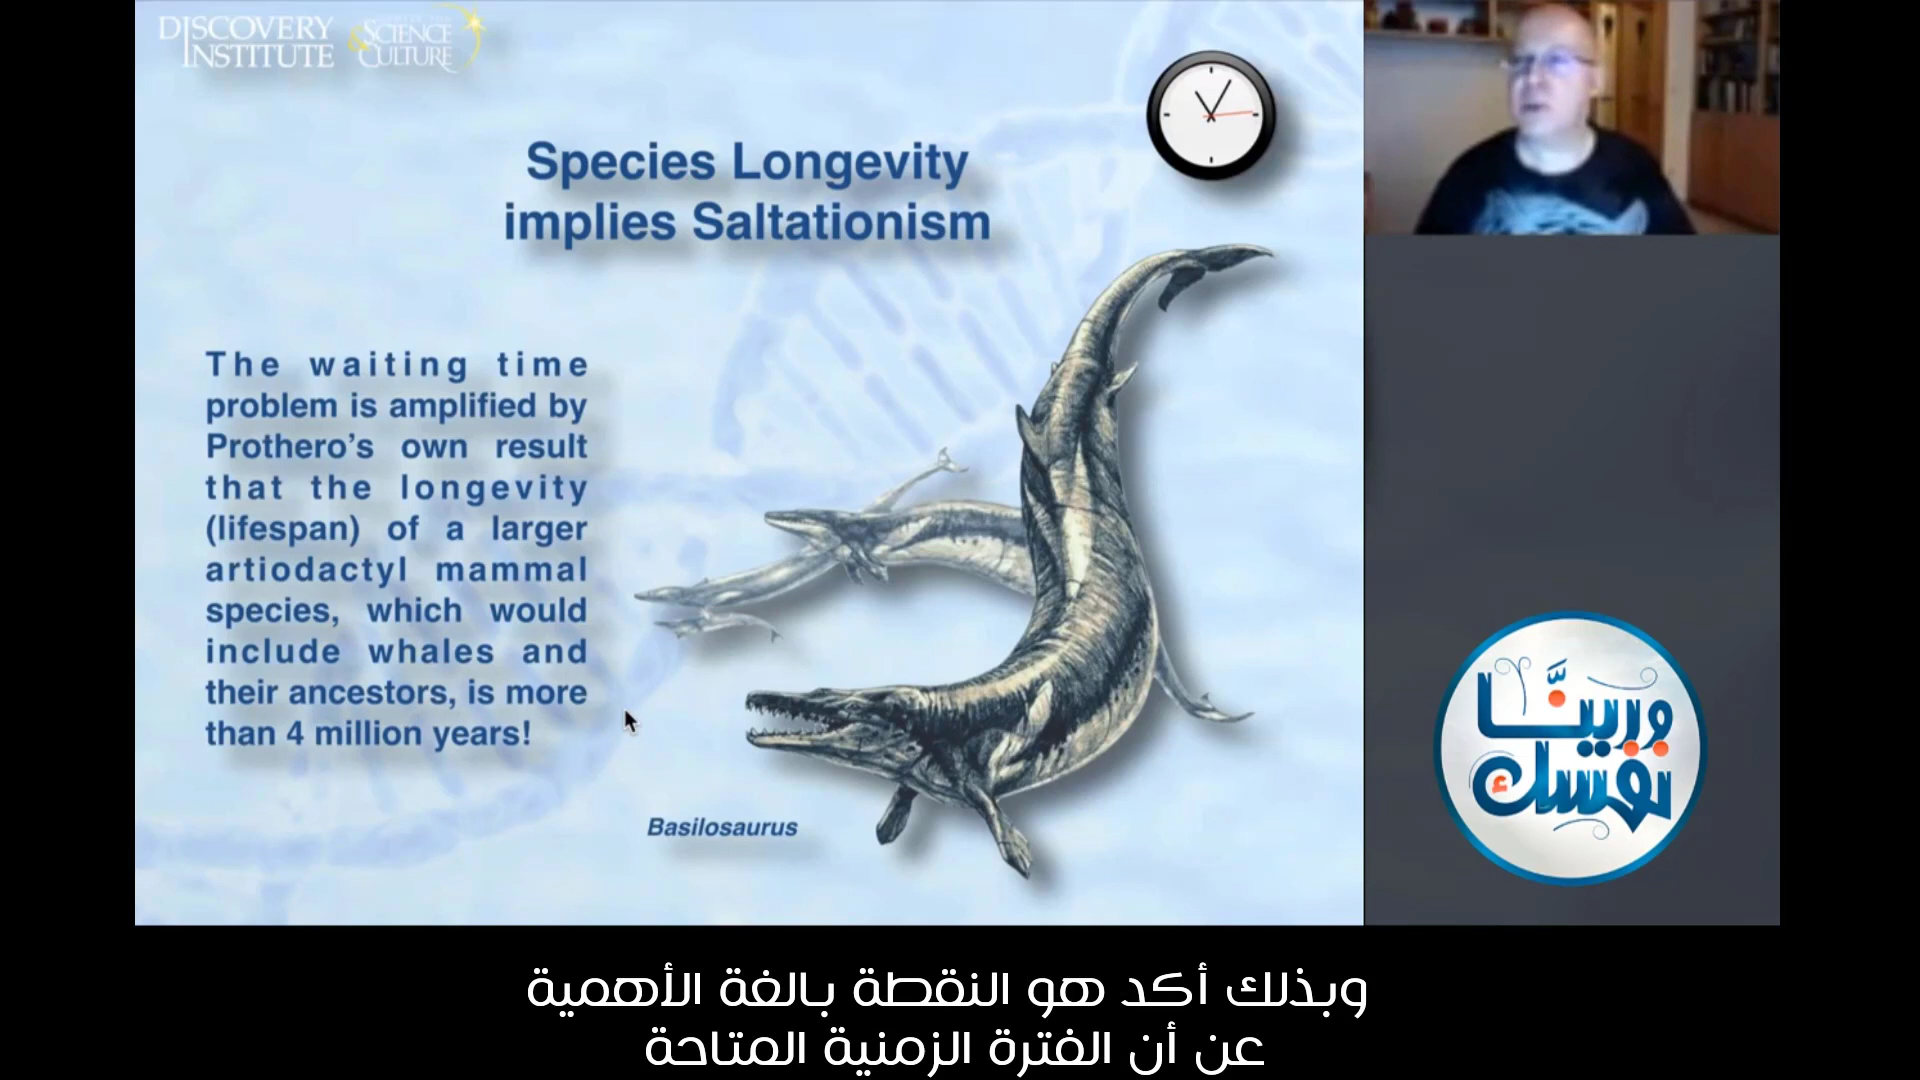 DISCOVERY
INSTITUTE
SCIENCE
& CULTURE
Species Longevity
implies Saltationism
The waiting time
problem is amplified by
Prothero's own result
that the longevity
(lifespan) of a larger
artiodactyl mammal
species, which would
include whales and
their ancestors, is more
than 4 million years!
Basilosaurus
ورينا
نفسك
وبذلك أكد هو النقطة بالغة الأهمية
عن أن الفترة الزمنية المتاحة